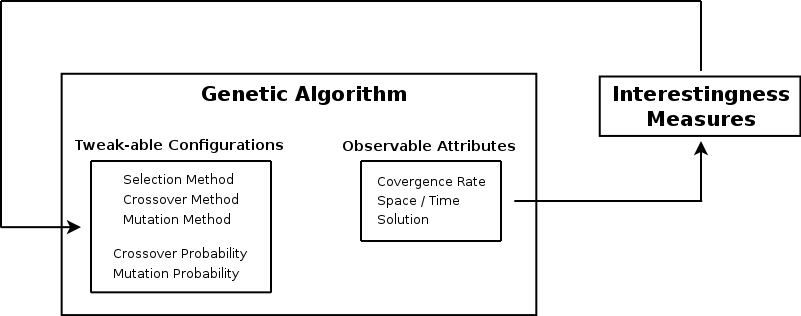 Genetic Algorithm
Interestingness
Measures
Tweak-able Configurations
Selection Method
Crossover Method
Mutation Method
Crossover Probability
Mutation Probability
Observable Attributes
Covergence Rate
Space / Time
Solution